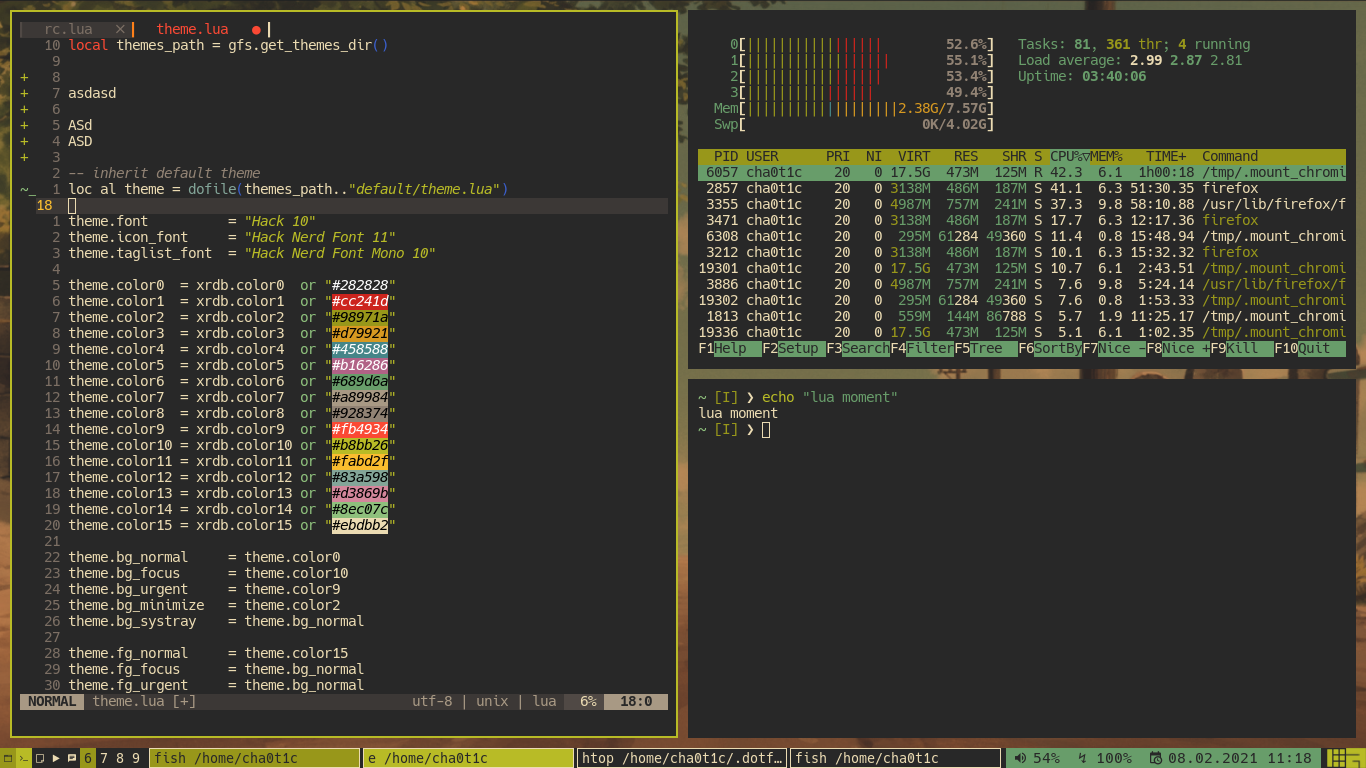 rc.lua × theme.lua ●
10 local themes_path = gfs.get_themes_dir()
9
+ 8
+ 7 asdasd
+ 6
+ 5 ASd
+ 4 ASD
+ 3
2 -- inherit default theme
~_ 1 loc al theme = dofile(themes_path.."default/theme.lua")
18
1 theme.font = "Hack 10"
2 theme.icon_font = "Hack Nerd Font 11"
3 theme.taglist_font = "Hack Nerd Font Mono 10"
4
5 theme.color0 = xrdb.color0 or "#282828"
6 theme.color1 = xrdb.color1 or "#cc241d"
7 theme.color2 = xrdb.color2 or "#98971a"
8 theme.color3 = xrdb.color3 or "#d79921"
9 theme.color4 = xrdb.color4 or "#458588"
10 theme.color5 = xrdb.color5 or "#b16286"
11 theme.color6 = xrdb.color6 or "#689d6a"
12 theme.color7 = xrdb.color7 or "#a89984"
13 theme.color8 = xrdb.color8 or "#928374"
14 theme.color9 = xrdb.color9 or "#fb4934"
15 theme.color10 = xrdb.color10 or "#b8bb26"
16 theme.color11 = xrdb.color11 or "#fabd2f"
17 theme.color12 = xrdb.color12 or "#83a598"
18 theme.color13 = xrdb.color13 or "#d3869b"
19 theme.color14 = xrdb.color14 or "#8ec07c"
20 theme.color15 = xrdb.color15 or "#ebdbb2"
21
22 theme.bg_normal = theme.color0
23 theme.bg_focus = theme.color10
24 theme.bg_urgent = theme.color9
25 theme.bg_minimize = theme.color2
26 theme.bg_systray = theme.bg_normal
27
28 theme.fg_normal = theme.color15
29 theme.fg_focus = theme.bg_normal
30 theme.fg_urgent = theme.bg_normal
NORMAL theme.lua [+] utf-8 | unix | lua 6% 18:0
0[||||||||||||||||| 52.6%] Tasks: 81, 361 thr; 4 running
1[|||||||||||||||||| 55.1%] Load average: 2.99 2.87 2.81
2[||||||||||||||||| 53.4%] Uptime: 03:40:06
3[|||||||||||||||| 49.4%]
Mem[|||||||||||||||||||2.38G/7.57G]
Swp[ 0K/4.02G]
PID USER PRI NI VIRT RES SHR S CPU%▽MEM% TIME+ Command
6057 cha0t1c 20 0 17.5G 473M 125M R 42.3 6.1 1h00:18 /tmp/.mount_chromi
2857 cha0t1c 20 0 3138M 486M 187M S 41.1 6.3 51:30.35 firefox
3355 cha0t1c 20 0 4987M 757M 241M S 37.3 9.8 58:10.88 /usr/lib/firefox/f
3471 cha0t1c 20 0 3138M 486M 187M S 17.7 6.3 12:17.36 firefox
6308 cha0t1c 20 0 295M 61284 49360 S 11.4 0.8 15:48.94 /tmp/.mount_chromi
3212 cha0t1c 20 0 3138M 486M 187M S 10.1 6.3 15:32.32 firefox
19301 cha0t1c 20 0 17.5G 473M 125M S 10.7 6.1 2:43.51 /tmp/.mount_chromi
3886 cha0t1c 20 0 4987M 757M 241M S 7.6 9.8 5:24.14 /usr/lib/firefox/f
19302 cha0t1c 20 0 295M 61284 49360 S 7.6 0.8 1:53.33 /tmp/.mount_chromi
1813 cha0t1c 20 0 559M 144M 86788 S 5.7 1.9 11:25.17 /tmp/.mount_chromi
19336 cha0t1c 20 0 17.5G 473M 125M S 5.1 6.1 1:02.35 /tmp/.mount_chromi
F1Help F2Setup F3SearchF4FilterF5Tree F6SortByF7Nice -F8Nice +F9Kill F10Quit
~ [I] ❯ echo "lua moment"
lua moment
~ [I] ❯
6 7 8 9 fish /home/cha0t1c e /home/cha0t1c htop /home/cha0t1c/.dotf… fish /home/cha0t1c 54% 100% 08.02.2021 11:18